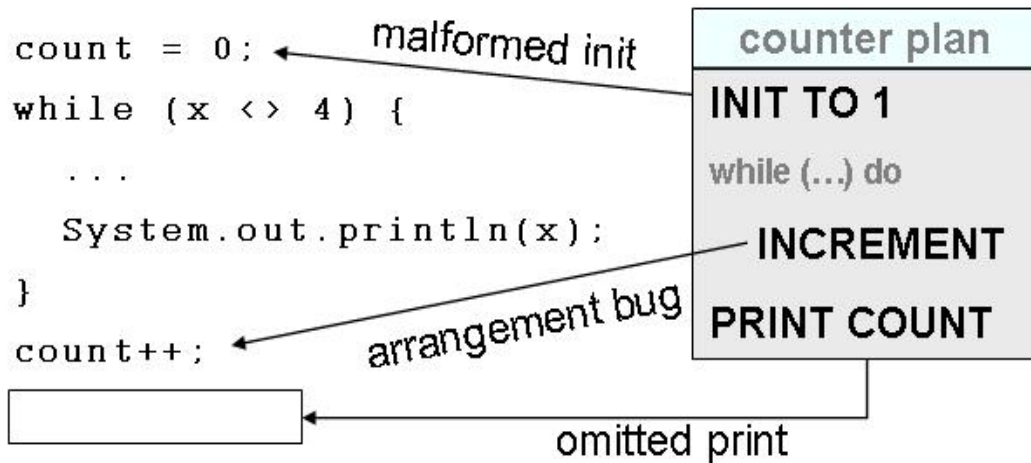 count = 0;
while (x <> 4) {
...
System.out.println(x);
}
count++;
malformed init
arrangement bug
omitted print
counter plan
INIT TO 1
while (...) do
INCREMENT
PRINT COUNT